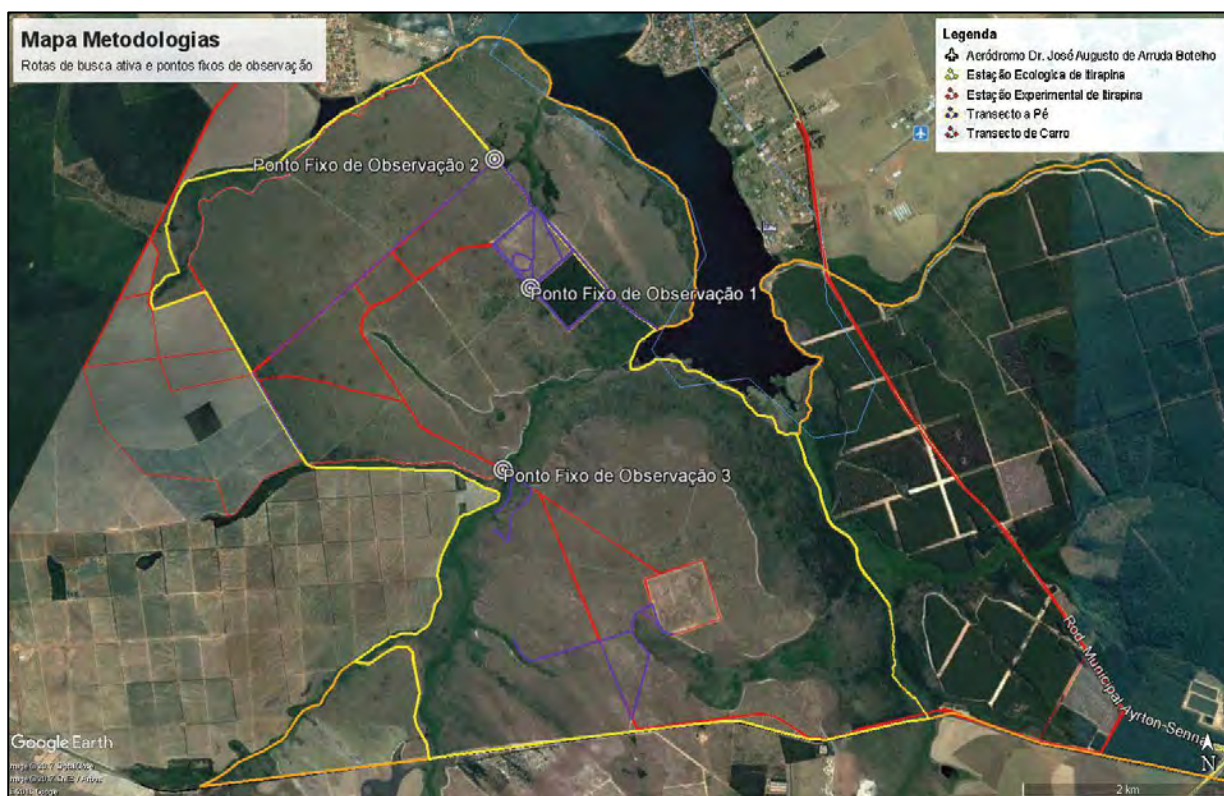 Mapa Metodologias
Rotas de busca ativa e pontos fixos de observação
Legenda
Aeródromo Dr. José Augusto de Arruda Botelho
Estação Ecologica de Itirapina
Estação Experimental de Itirapina
Transecto a Pé
Transecto de Carro
Ponto Fixo de Observação 2
Ponto Fixo de Observação 1
Ponto Fixo de Observação 3
Rod. Municipal Ayrton-Senna
Google Earth
2 km
N